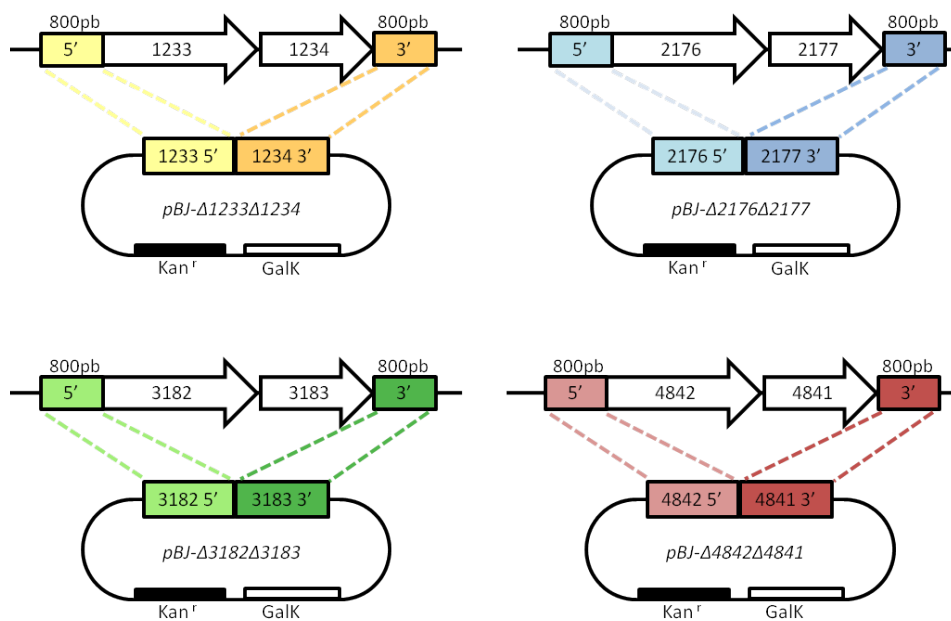 800pb 800pb
5' 1233 1234 3'
1233 5' 1234 3'
pBJ-Δ1233Δ1234
Kan r GalK
800pb 800pb
5' 2176 2177 3'
2176 5' 2177 3'
pBJ-Δ2176Δ2177
Kan r GalK
800pb 800pb
5' 3182 3183 3'
3182 5' 3183 3'
pBJ-Δ3182Δ3183
Kan r GalK
800pb 800pb
5' 4842 4841 3'
4842 5' 4841 3'
pBJ-Δ4842Δ4841
Kan r GalK